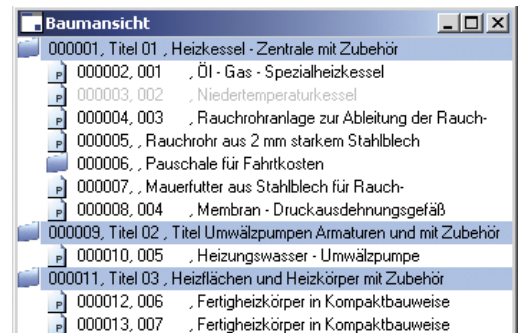 Baumansicht
000001, Titel 01 , Heizkessel - Zentrale mit Zubehör
P 000002, 001 , Öl - Gas - Spezialheizkessel
P 000003, 002 , Niedertemperaturkessel
P 000004, 003 , Rauchrohranlage zur Ableitung der Rauch-
P 000005, , Rauchrohr aus 2 mm starkem Stahlblech
000006, , Pauschale für Fahrtkosten
P 000007, , Mauerfutter aus Stahlblech für Rauch-
P 000008, 004 , Membran - Druckausdehnungsgefäß
000009, Titel 02 , Titel Umwälzpumpen Armaturen und mit Zubehör
P 000010, 005 , Heizungswasser - Umwälzpumpe
000011, Titel 03 , Heizflächen und Heizkörper mit Zubehör
P 000012, 006 , Fertigheizkörper in Kompaktbauweise
P 000013, 007 , Fertigheizkörper in Kompaktbauweise